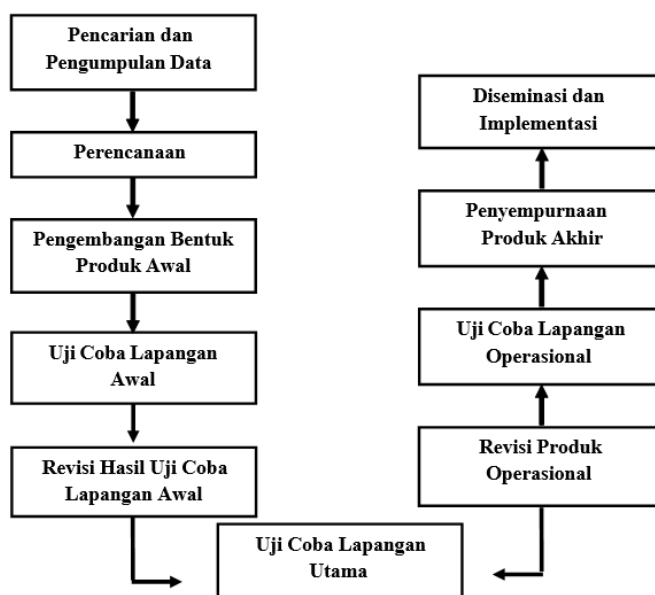 Pencarian dan
Pengumpulan Data
Perencanaan
Pengembangan Bentuk
Produk Awal
Uji Coba Lapangan
Awal
Revisi Hasil Uji Coba
Lapangan Awal
Uji Coba Lapangan
Utama
Revisi Produk
Operasional
Uji Coba Lapangan
Operasional
Penyempurnaan
Produk Akhir
Diseminasi dan
Implementasi